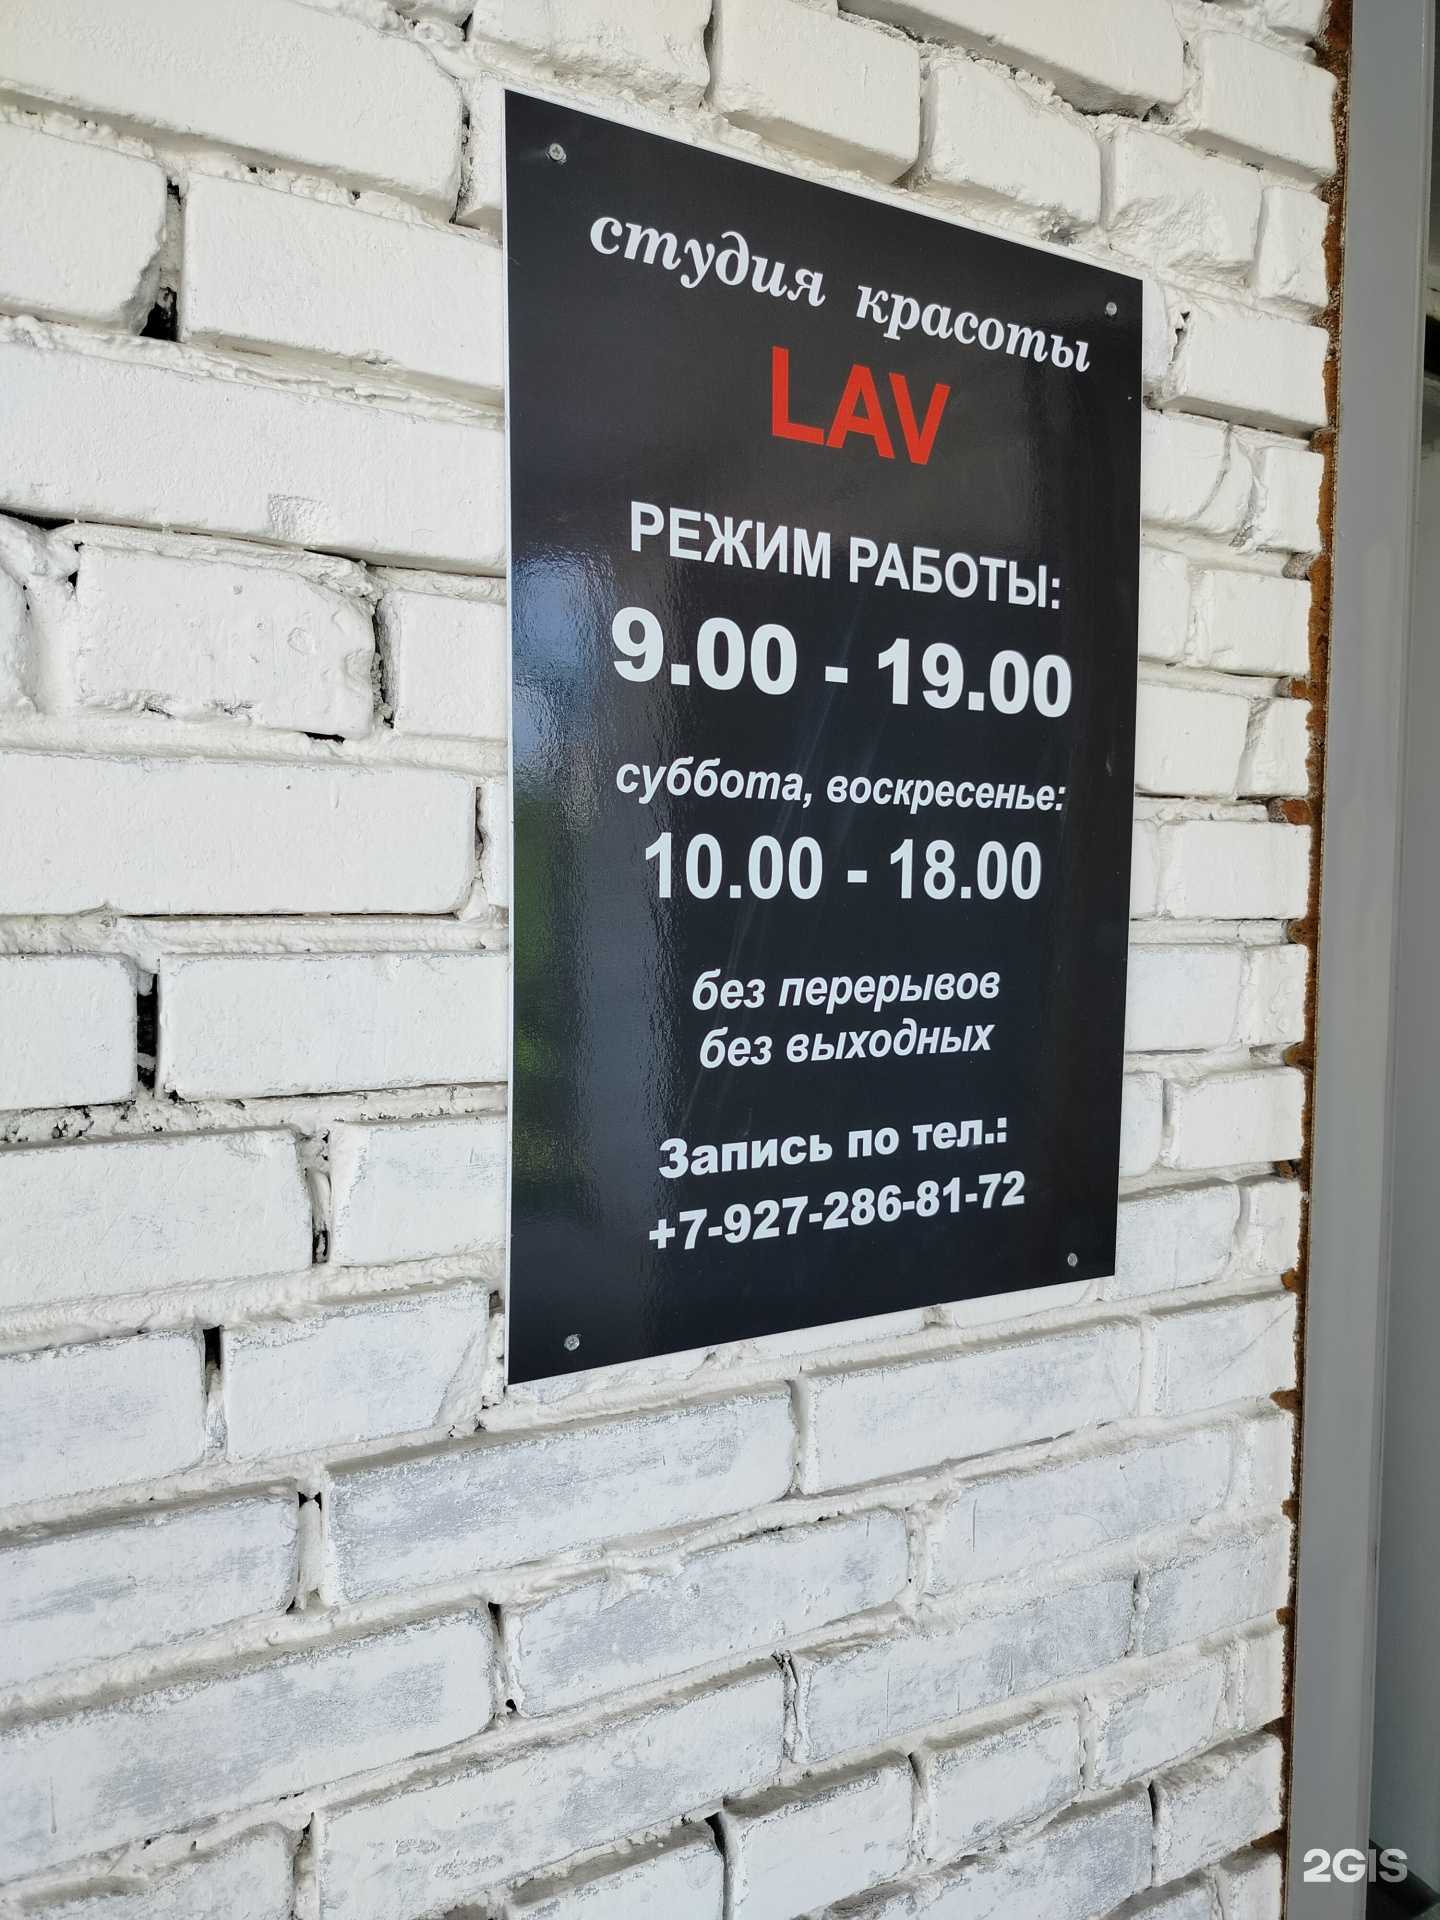 студия красоты
LAV
РЕЖИМ РАБОТЫ:
9.00 - 19.00
суббота, воскресенье:
10.00 - 18.00
без перерывов
без выходных
Запись по тел.:
+7-927-286-81-72
2GIS